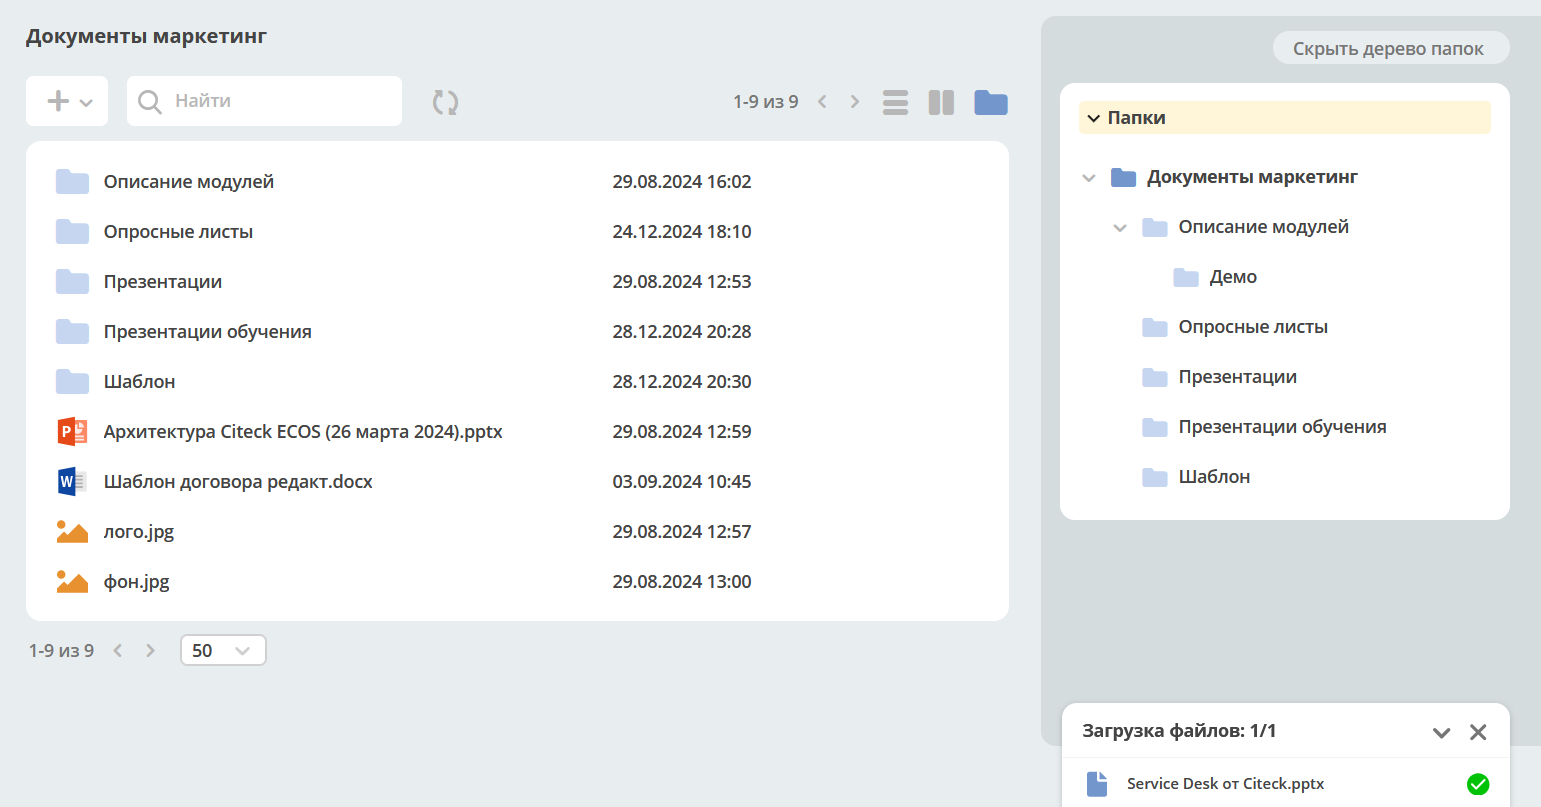 Документы маркетинг
Найти
1-9 из 9
Описание модулей 29.08.2024 16:02
Опросные листы 24.12.2024 18:10
Презентации 29.08.2024 12:53
Презентации обучения 28.12.2024 20:28
Шаблон 28.12.2024 20:30
Архитектура Citeck ECOS (26 марта 2024).pptx 29.08.2024 12:59
Шаблон договора редакт.docx 03.09.2024 10:45
лого.jpg 29.08.2024 12:57
фон.jpg 29.08.2024 13:00
1-9 из 9 50
Скрыть дерево папок
Папки
Документы маркетинг
Описание модулей
Демо
Опросные листы
Презентации
Презентации обучения
Шаблон
Загрузка файлов: 1/1
Service Desk от Citeck.pptx